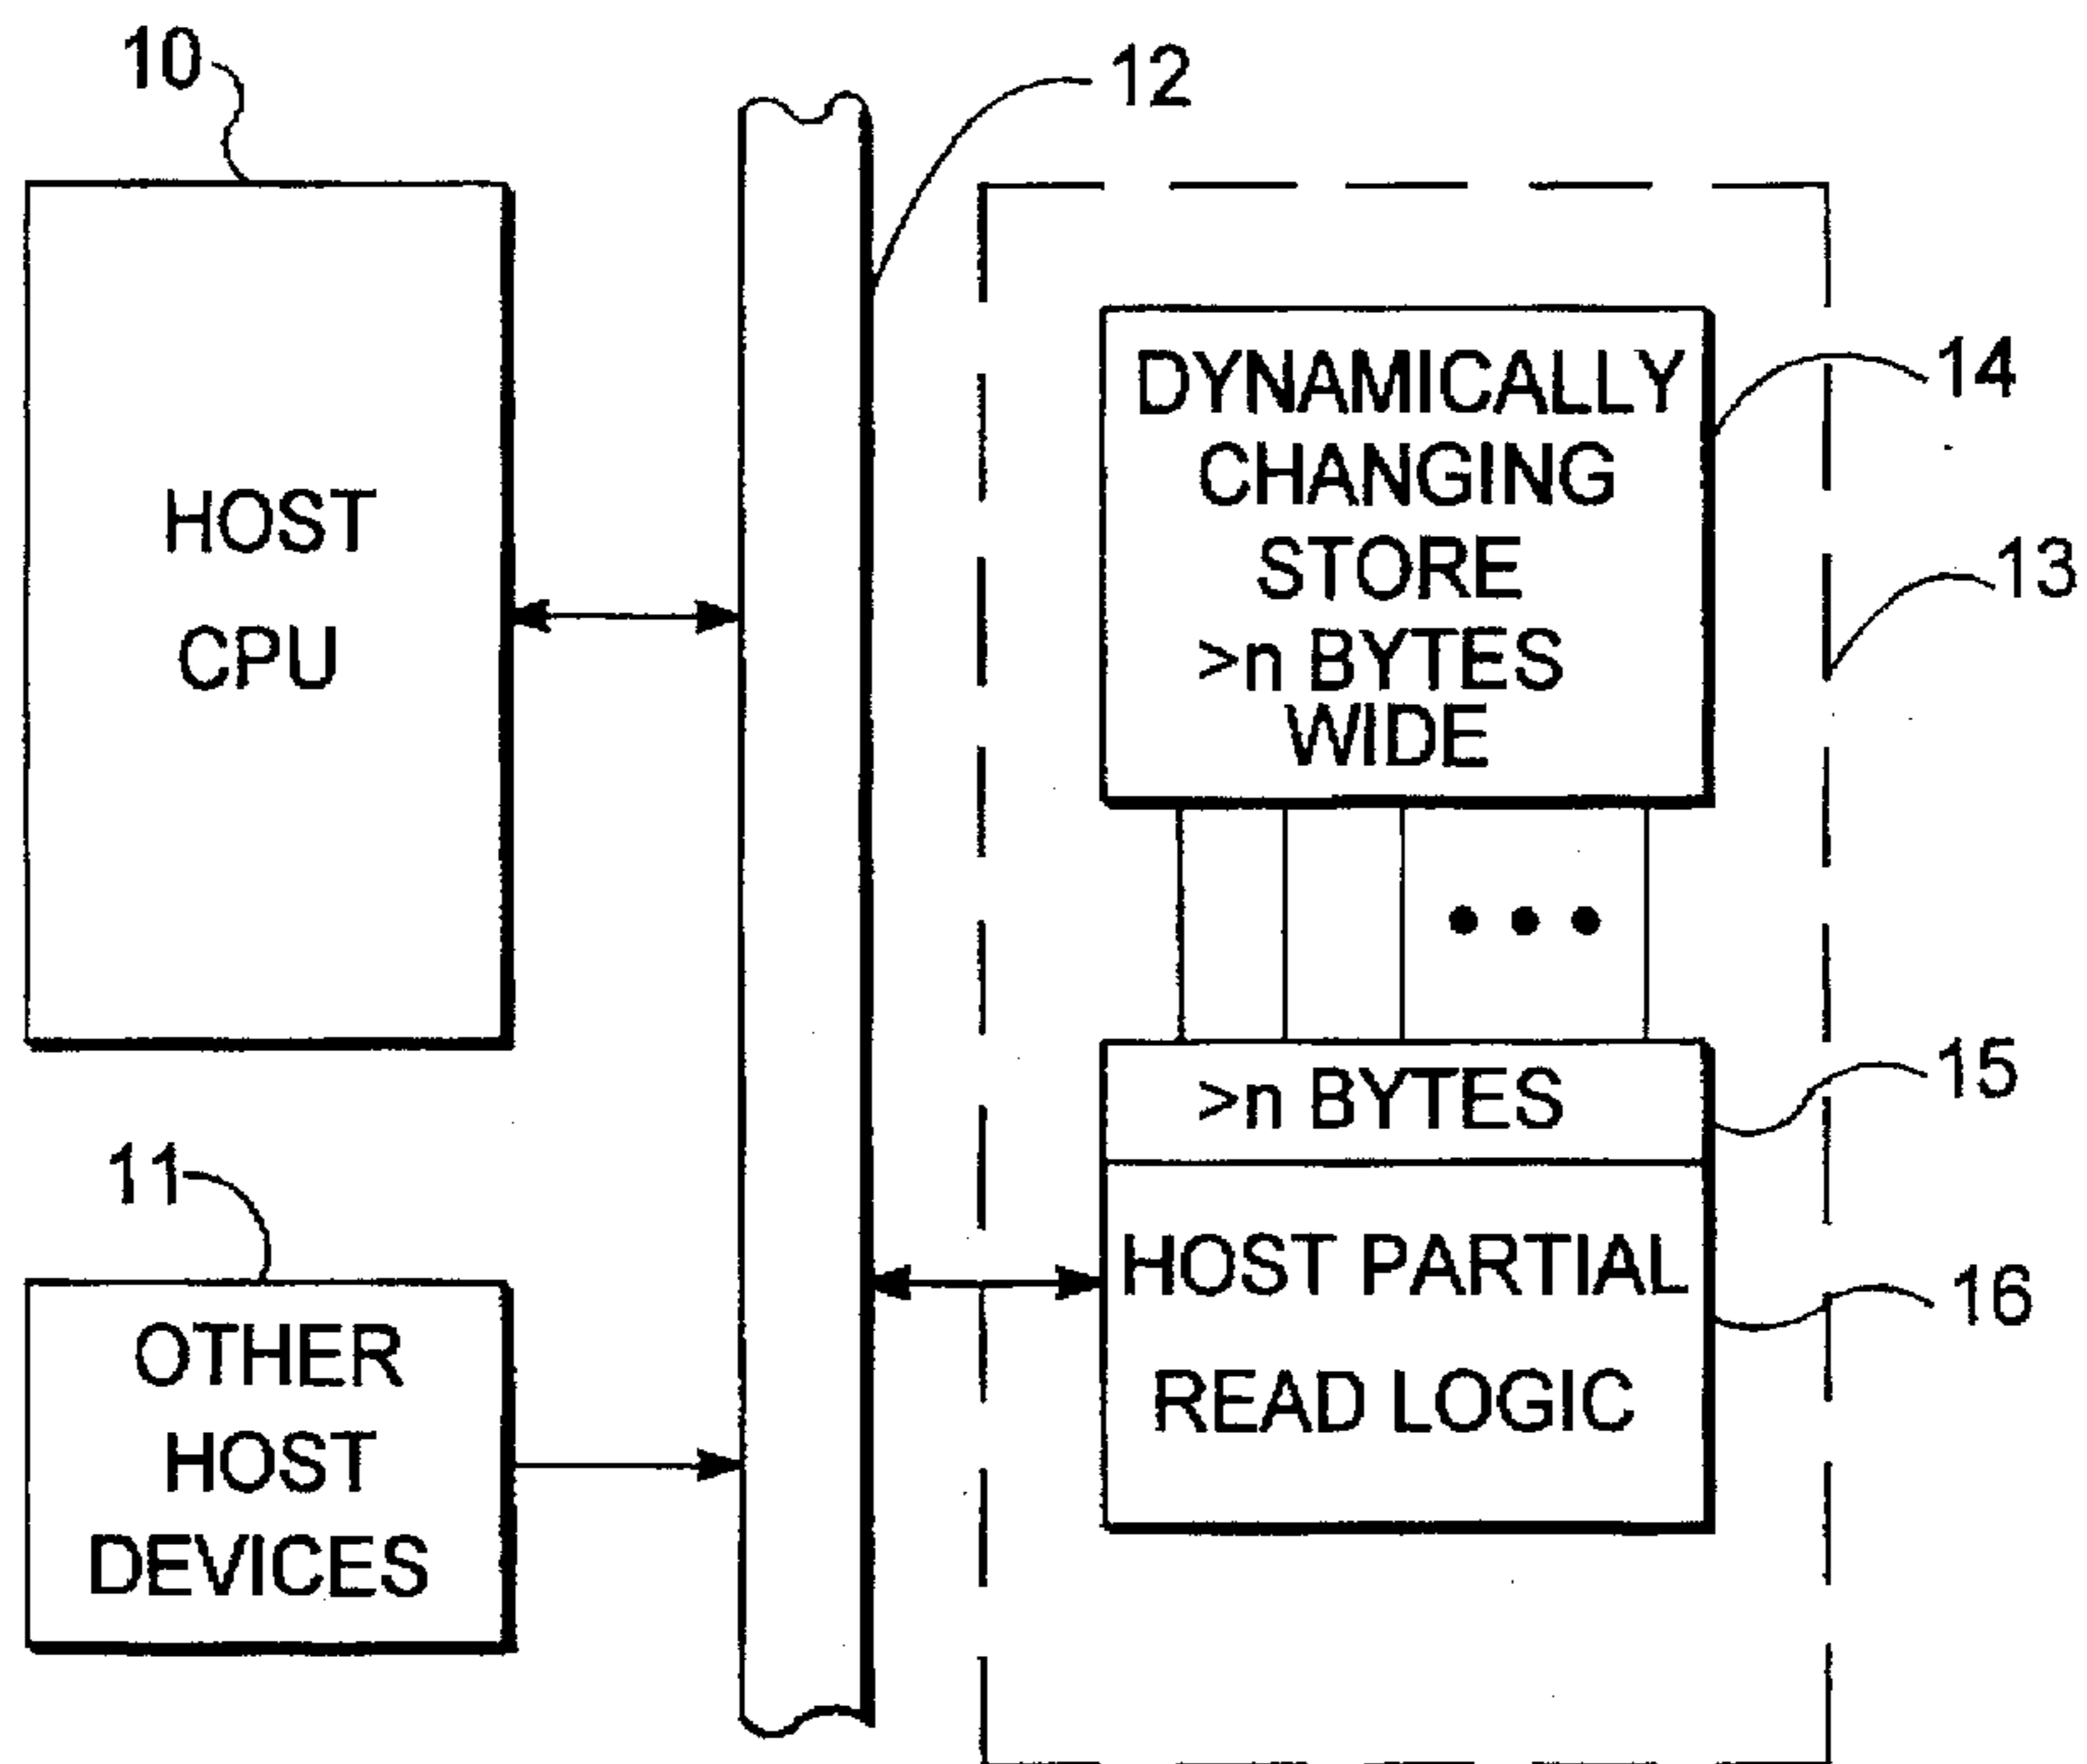 10
12
HOST
CPU
DYNAMICALLY
CHANGING
STORE
>n BYTES
WIDE
14
13
>n BYTES
15
11
OTHER
HOST
DEVICES
HOST PARTIAL
READ LOGIC
16